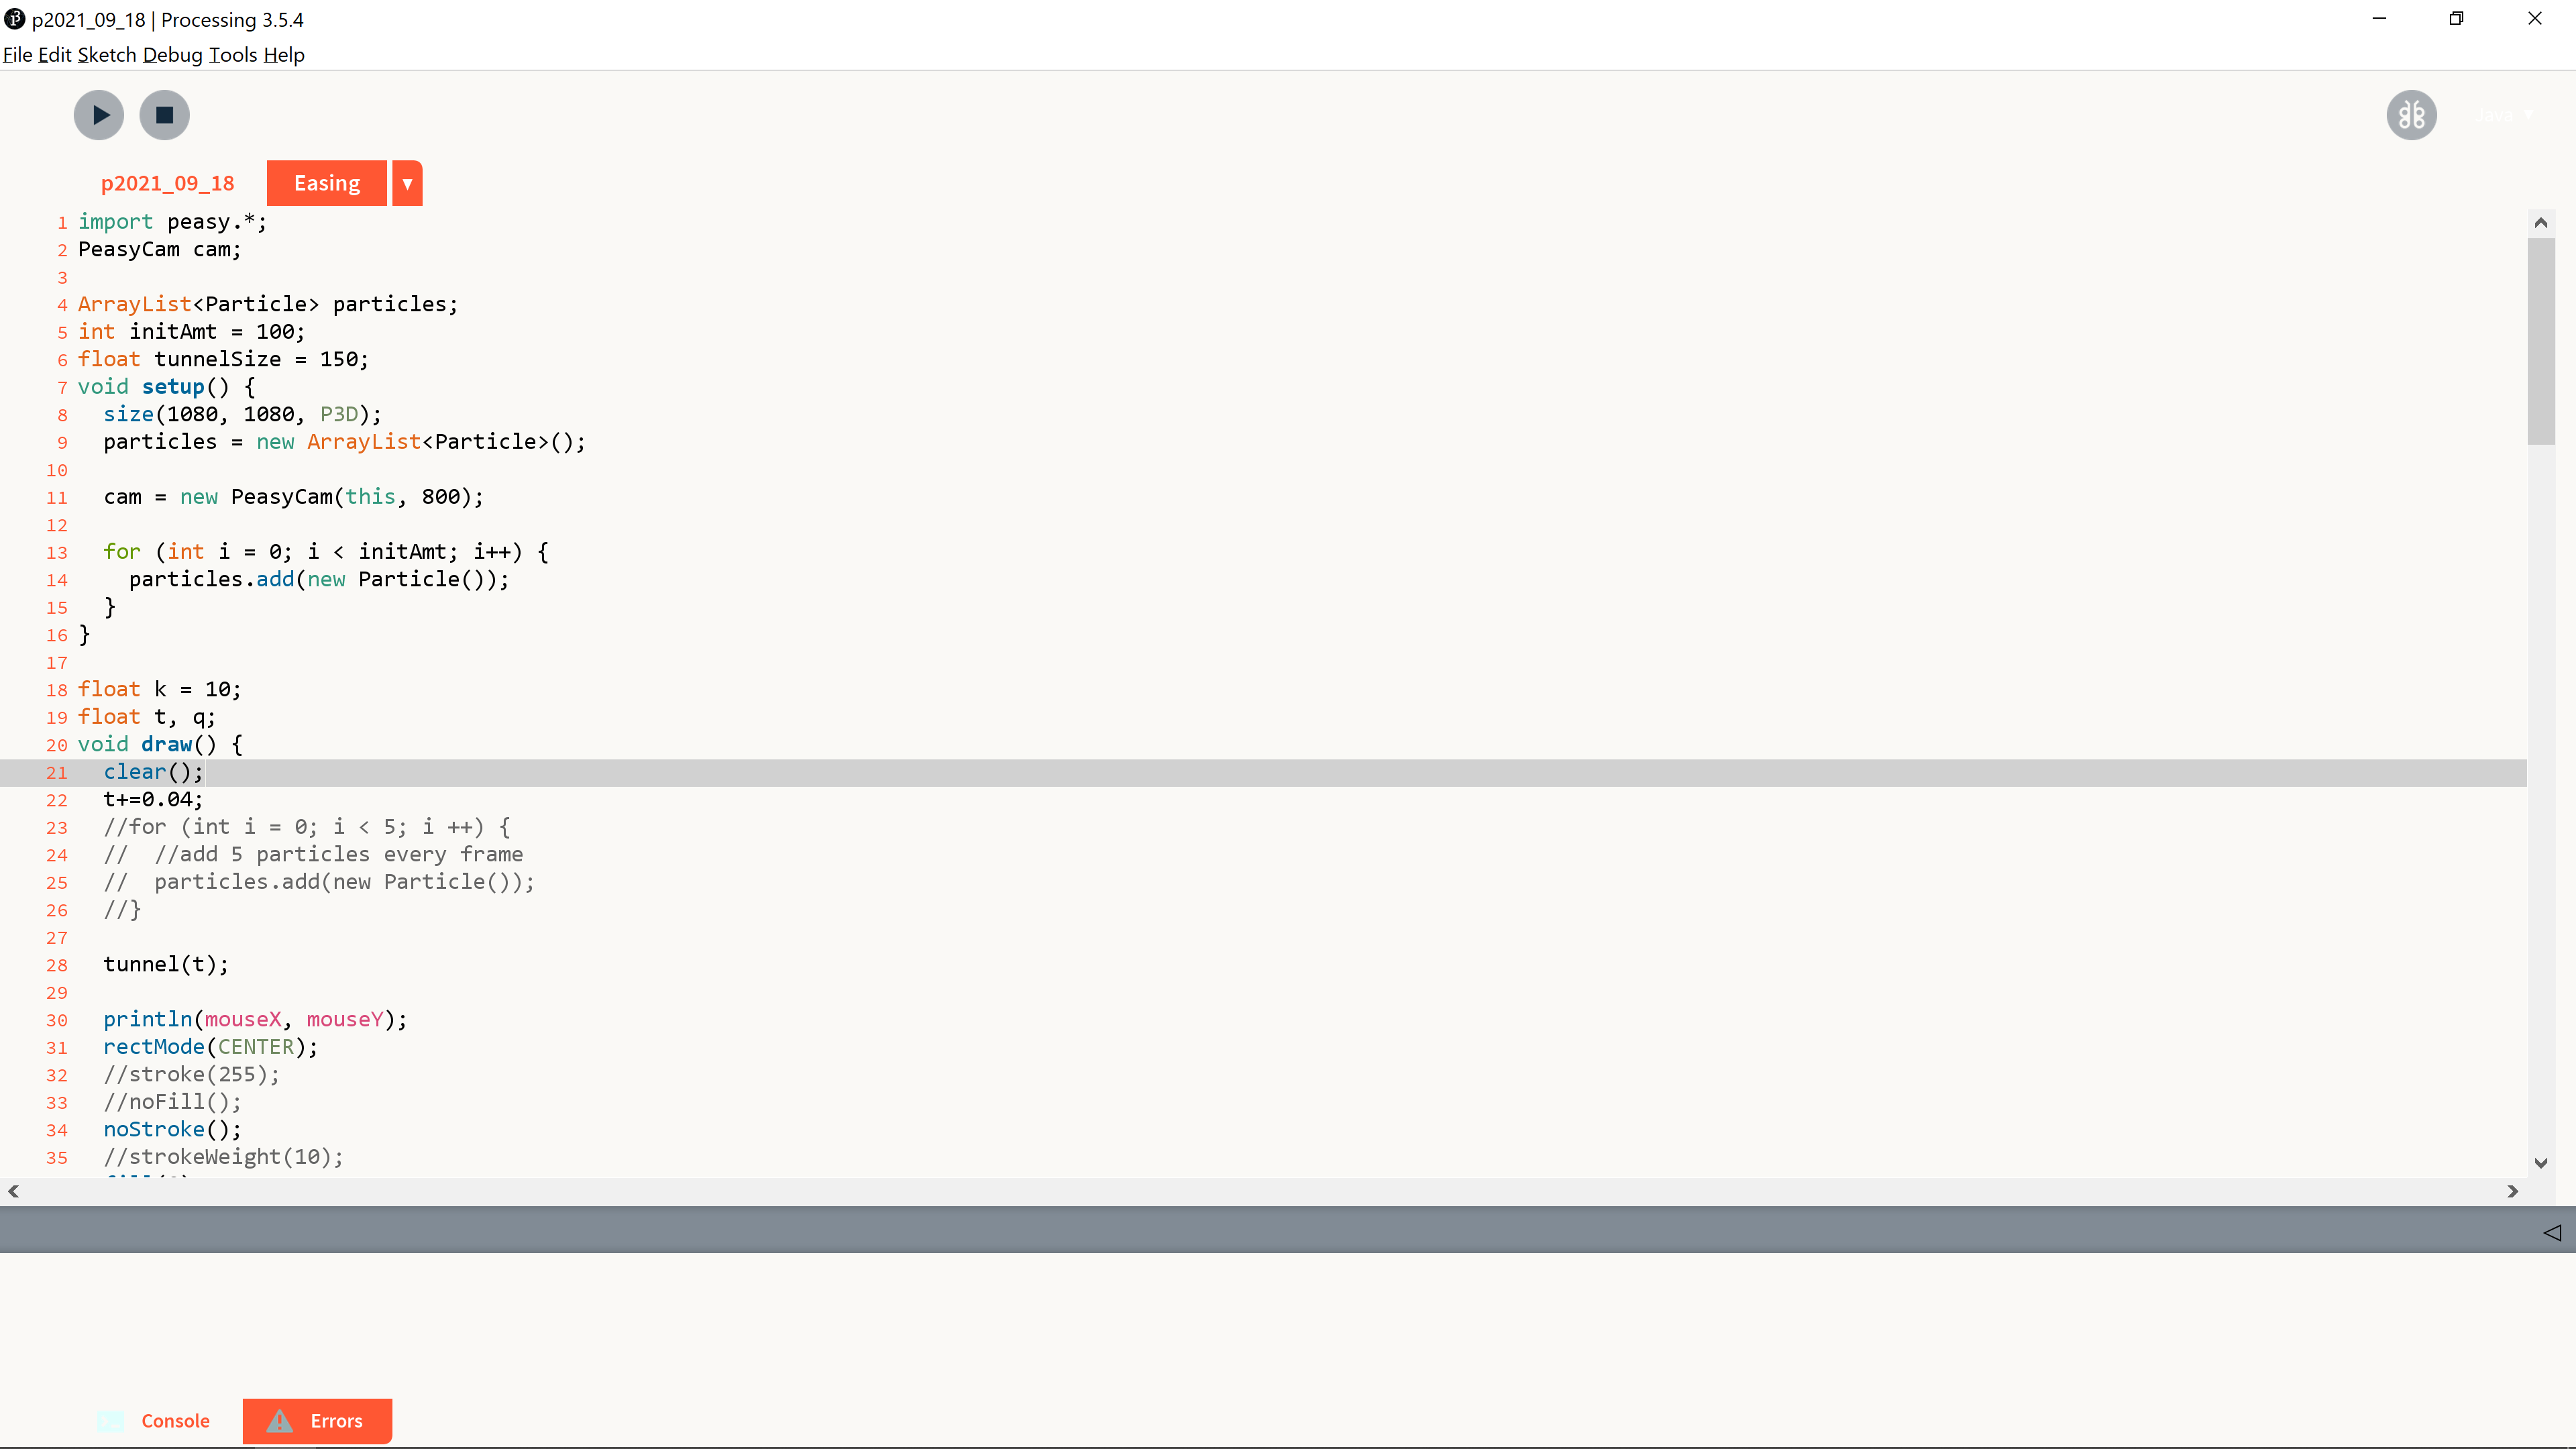 p2021_09_18 | Processing 3.5.4
File Edit Sketch Debug Tools Help
Java
p2021_09_18 Easing
1 import peasy.*;
2 PeasyCam cam;
3
4 ArrayList<Particle> particles;
5 int initAmt = 100;
6 float tunnelSize = 150;
7 void setup() {
8 size(1080, 1080, P3D);
9 particles = new ArrayList<Particle>();
10
11 cam = new PeasyCam(this, 800);
12
13 for (int i = 0; i < initAmt; i++) {
14 particles.add(new Particle());
15 }
16 }
17
18 float k = 10;
19 float t, q;
20 void draw() {
21 clear();
22 t+=0.04;
23 //for (int i = 0; i < 5; i ++) {
24 // //add 5 particles every frame
25 // particles.add(new Particle());
26 //}
27
28 tunnel(t);
29
30 println(mouseX, mouseY);
31 rectMode(CENTER);
32 //stroke(255);
33 //noFill();
34 noStroke();
35 //strokeWeight(10);
Console Errors